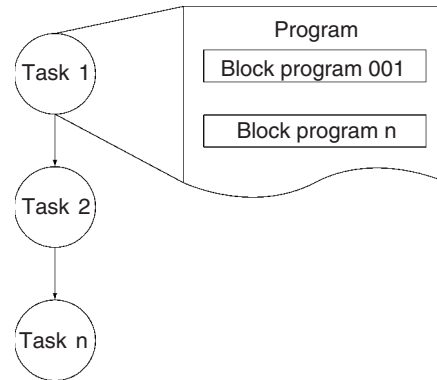 Program
Task 1
Block program 001
Block program n
Task 2
Task n